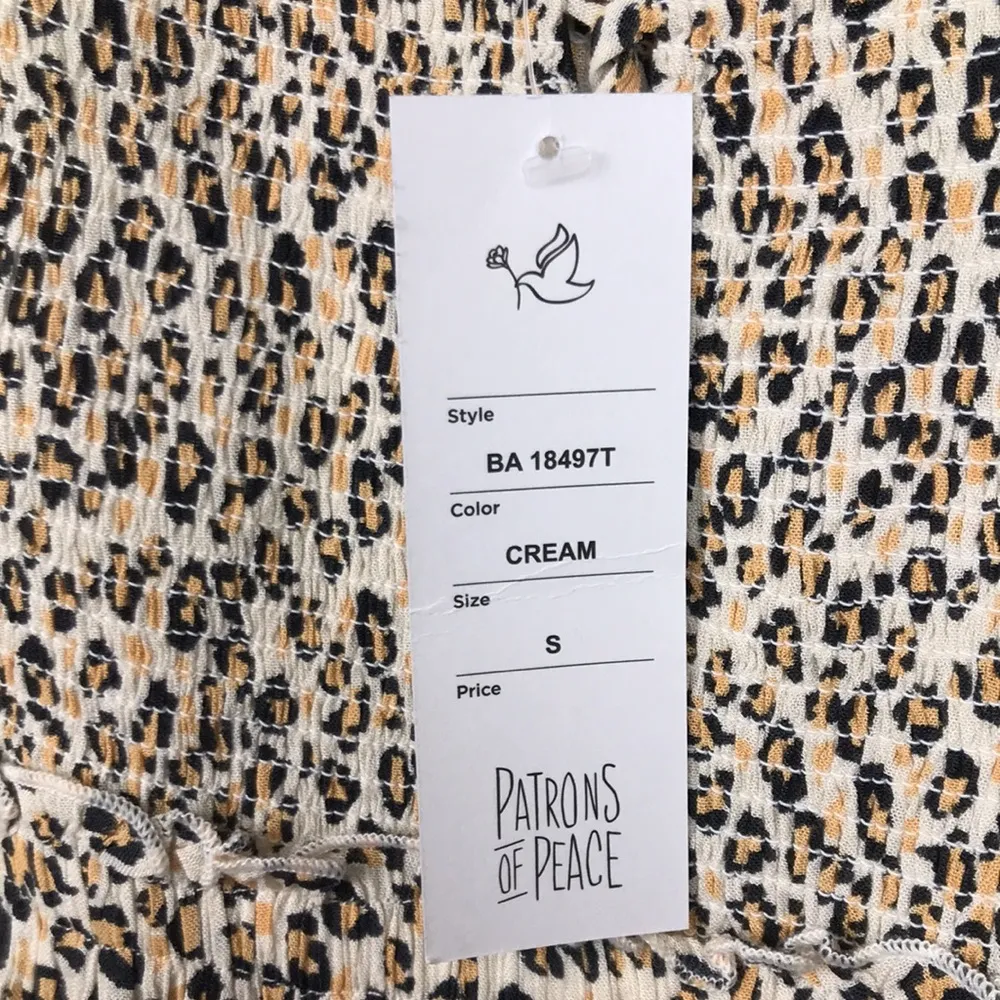 Style
BA 18497T
Color
CREAM
Size
S
Price
PATRONS
OF PEACE